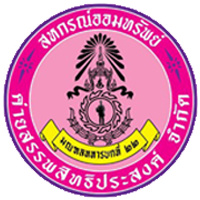 สหกรณ์ออมทรัพย์
มณฑลทหารบกที่ ๒๒
ค่ายสรรพสิทธิประสงค์ จำกัด